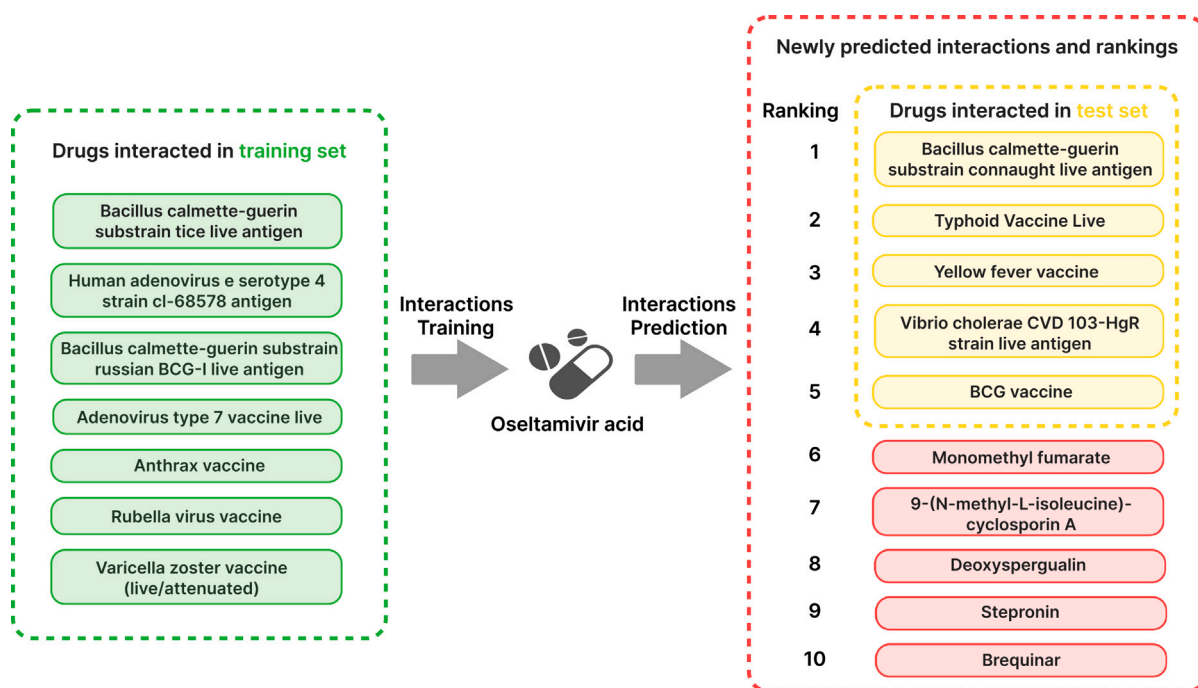 Drugs interacted in training set
Bacillus calmette-guerin
substrain tice live antigen
Human adenovirus e serotype 4
strain cl-68578 antigen
Bacillus calmette-guerin substrain
russian BCG-I live antigen
Adenovirus type 7 vaccine live
Anthrax vaccine
Rubella virus vaccine
Varicella zoster vaccine
(live/attenuated)
Interactions
Training
Oseltamivir acid
Interactions
Prediction
Newly predicted interactions and rankings
Ranking
Drugs interacted in test set
1
Bacillus calmette-guerin
substrain connaught live antigen
2
Typhoid Vaccine Live
3
Yellow fever vaccine
4
Vibrio cholerae CVD 103-HgR
strain live antigen
5
BCG vaccine
6
Monomethyl fumarate
7
9-(N-methyl-L-isoleucine)-
cyclosporin A
8
Deoxyspergualin
9
Stepronin
10
Brequinar